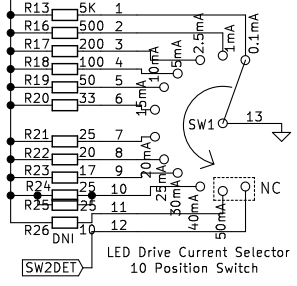 R13 5K 1
R16 500 2
R17 200 3
R18 100 4
R19 50 5
R20 33 6
R21 25 7
R22 20 8
R23 17 9
R24 25 10
R25 25 11
R26 DNI 10 12
0.1mA
1mA
2.5mA
5mA
10mA
15mA
20mA
25mA
30mA
40mA
50mA
SW1
13
NC
SW2DET
LED Drive Current Selector
10 Position Switch